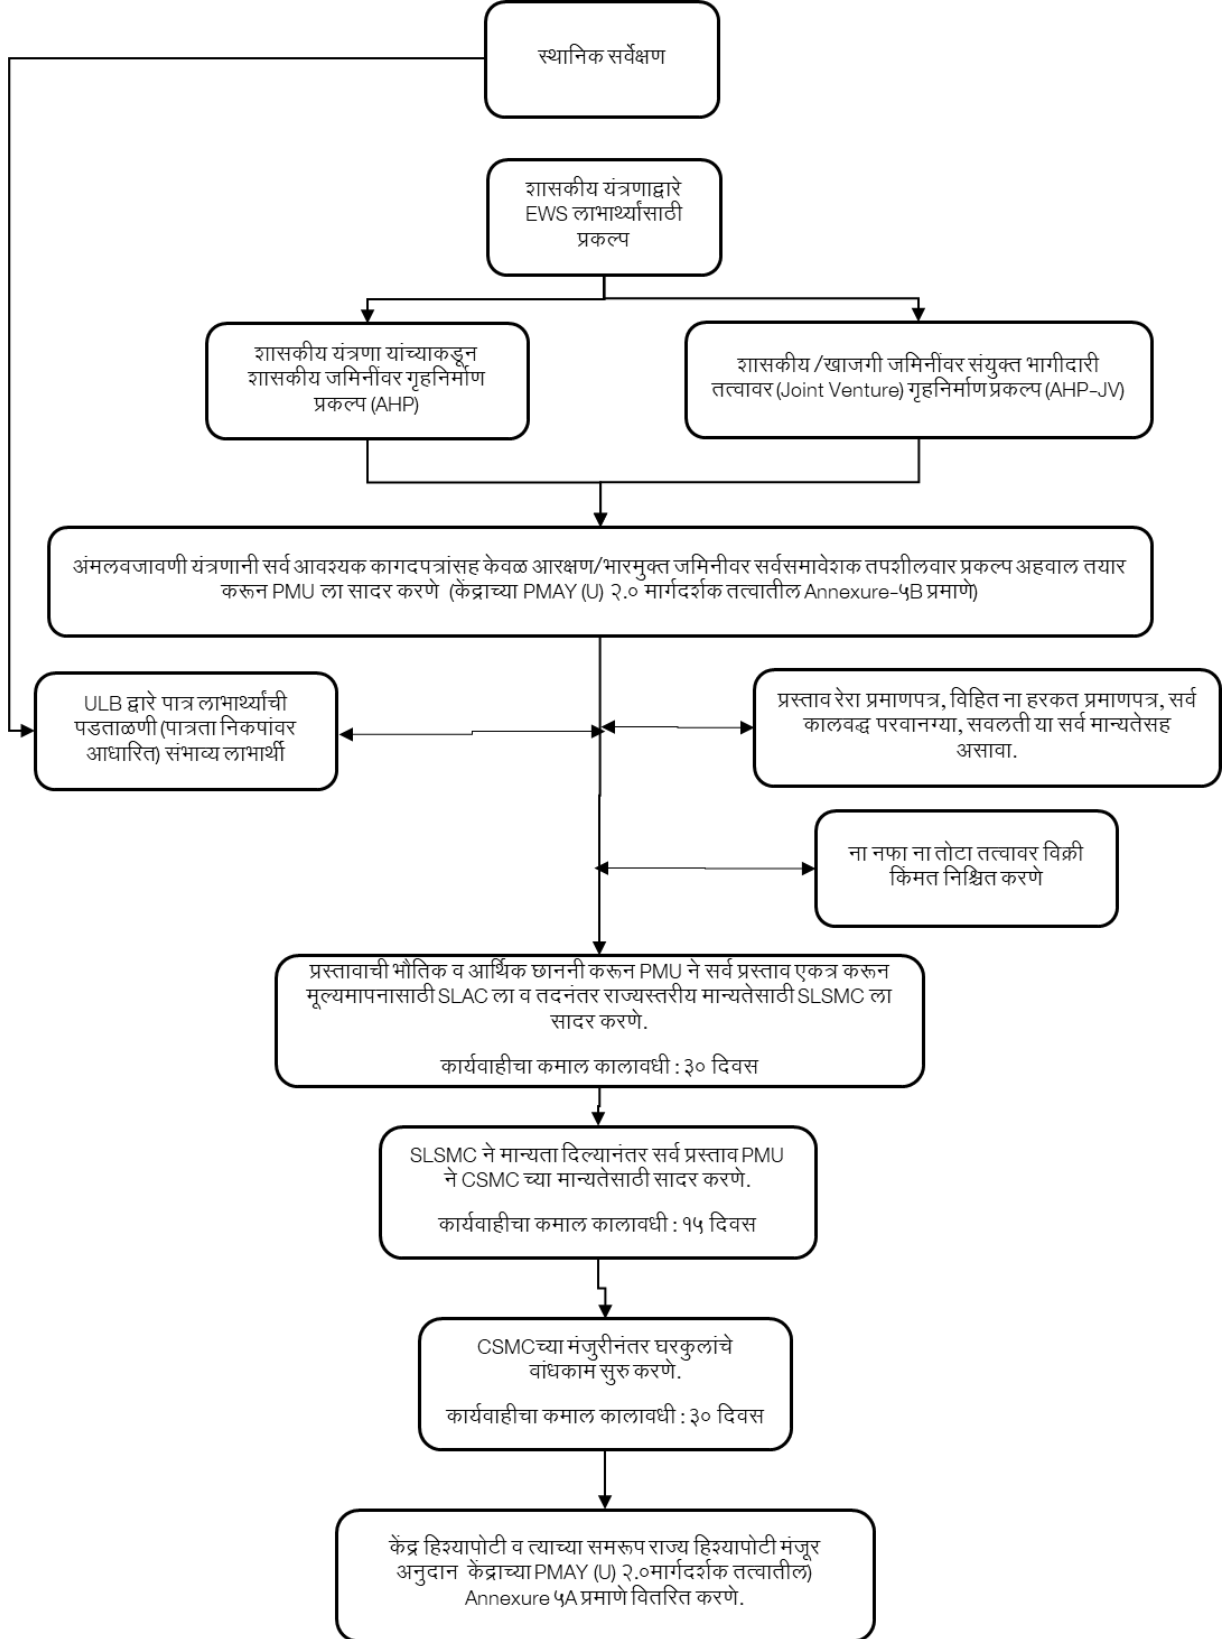 स्थानिक सर्वेक्षण
शासकीय यंत्रणाद्वारे
EWS लाभार्थ्यांसाठी
प्रकल्प
शासकीय यंत्रणा यांच्याकडून
शासकीय जमिनींवर गृहनिर्माण
प्रकल्प (AHP)
शासकीय /खाजगी जमिनींवर संयुक्त भागीदारी
तत्वावर (Joint Venture) गृहनिर्माण प्रकल्प (AHP-JV)
अंमलवजावणी यंत्रणानी सर्व आवश्यक कागदपत्रांसह केवळ आरक्षण/भारमुक्त जमिनीवर सर्वसमावेशक तपशीलवार प्रकल्प अहवाल तयार
करून PMU ला सादर करणे (केंद्राच्या PMAY (U) २.० मार्गदर्शक तत्वातील Annexure-५B प्रमाणे)
ULB द्वारे पात्र लाभार्थ्यांची
पडताळणी (पात्रता निकषांवर
आधारित) संभाव्य लाभार्थी
प्रस्ताव रेरा प्रमाणपत्र, विहित ना हरकत प्रमाणपत्र, सर्व
कालवद्ध परवानग्या, सवलती या सर्व मान्यतेसह
असावा.
ना नफा ना तोटा तत्वावर विक्री
किंमत निश्चित करणे
प्रस्तावाची भौतिक व आर्थिक छाननी करून PMU ने सर्व प्रस्ताव एकत्र करून
मूल्यमापनासाठी SLAC ला व तदनंतर राज्यस्तरीय मान्यतेसाठी SLSMC ला
सादर करणे.
कार्यवाहीचा कमाल कालावधी : ३० दिवस
SLSMC ने मान्यता दिल्यानंतर सर्व प्रस्ताव PMU
ने CSMC च्या मान्यतेसाठी सादर करणे.
कार्यवाहीचा कमाल कालावधी : १५ दिवस
CSMCच्या मंजुरीनंतर घरकुलांचे
वांधकाम सुरु करणे.
कार्यवाहीचा कमाल कालावधी : ३० दिवस
केंद्र हिश्यापोटी व त्याच्या समरूप राज्य हिश्यापोटी मंजूर
अनुदान केंद्राच्या PMAY (U) २.०मार्गदर्शक तत्वातील)
Annexure ५A प्रमाणे वितरित करणे.